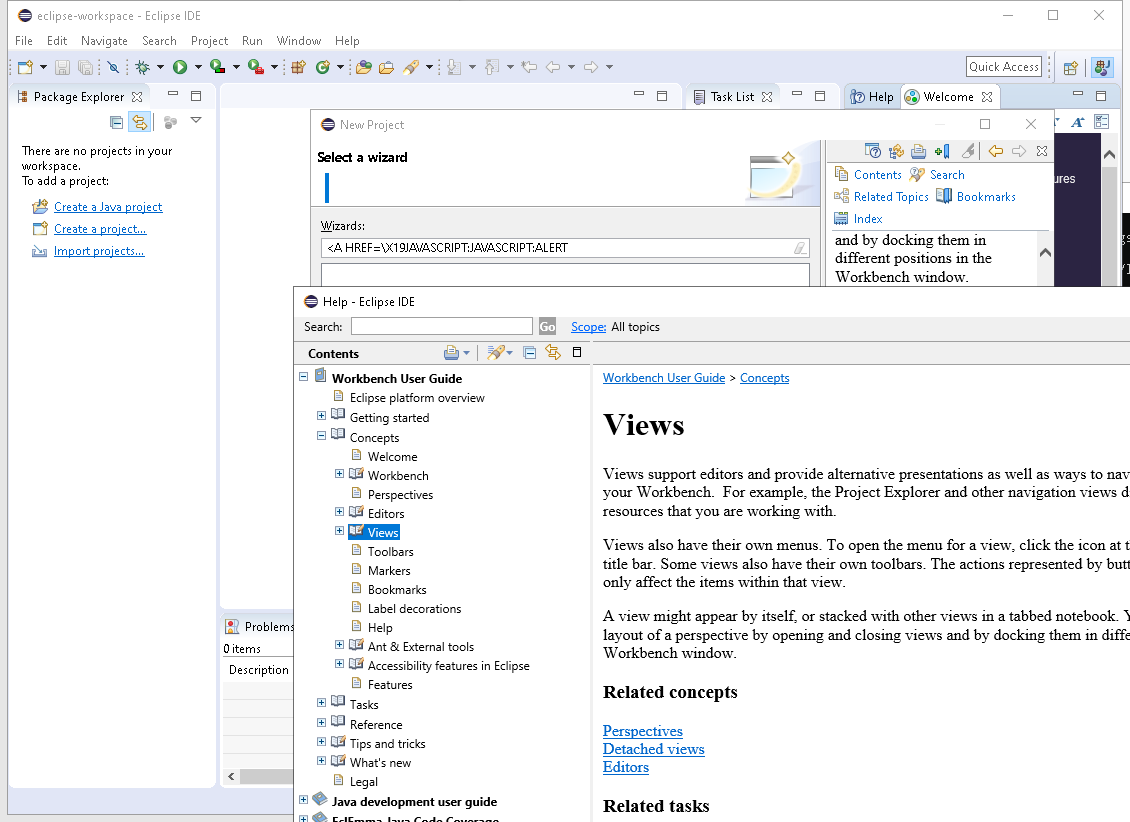 eclipse-workspace - Eclipse IDE
File Edit Navigate Search Project Run Window Help
Quick Access
Package Explorer
Task List
Help
Welcome
There are no projects in your
workspace.
To add a project:
Create a Java project
Create a project...
Import projects...
New Project
Select a wizard
Wizards:
<A HREF=\X19JAVASCRIPT:JAVASCRIPT:ALERT
Contents Search
Related Topics Bookmarks
Index
and by docking them in
different positions in the
Workbench window.
ures
Help - Eclipse IDE
Search: Go Scope: All topics
Contents
Workbench User Guide
Eclipse platform overview
Getting started
Concepts
Welcome
Workbench
Perspectives
Editors
Views
Toolbars
Markers
Bookmarks
Label decorations
Help
Ant & External tools
Accessibility features in Eclipse
Features
Tasks
Reference
Tips and tricks
What's new
Legal
Java development user guide
EclEmma Java Code Coverage
Workbench User Guide > Concepts
Views
Views support editors and provide alternative presentations as well as ways to nav
your Workbench. For example, the Project Explorer and other navigation views d
resources that you are working with.
Views also have their own menus. To open the menu for a view, click the icon at t
title bar. Some views also have their own toolbars. The actions represented by butt
only affect the items within that view.
A view might appear by itself, or stacked with other views in a tabbed notebook. Y
layout of a perspective by opening and closing views and by docking them in diffe
Workbench window.
Related concepts
Perspectives
Detached views
Editors
Related tasks
Problems
0 items
Description